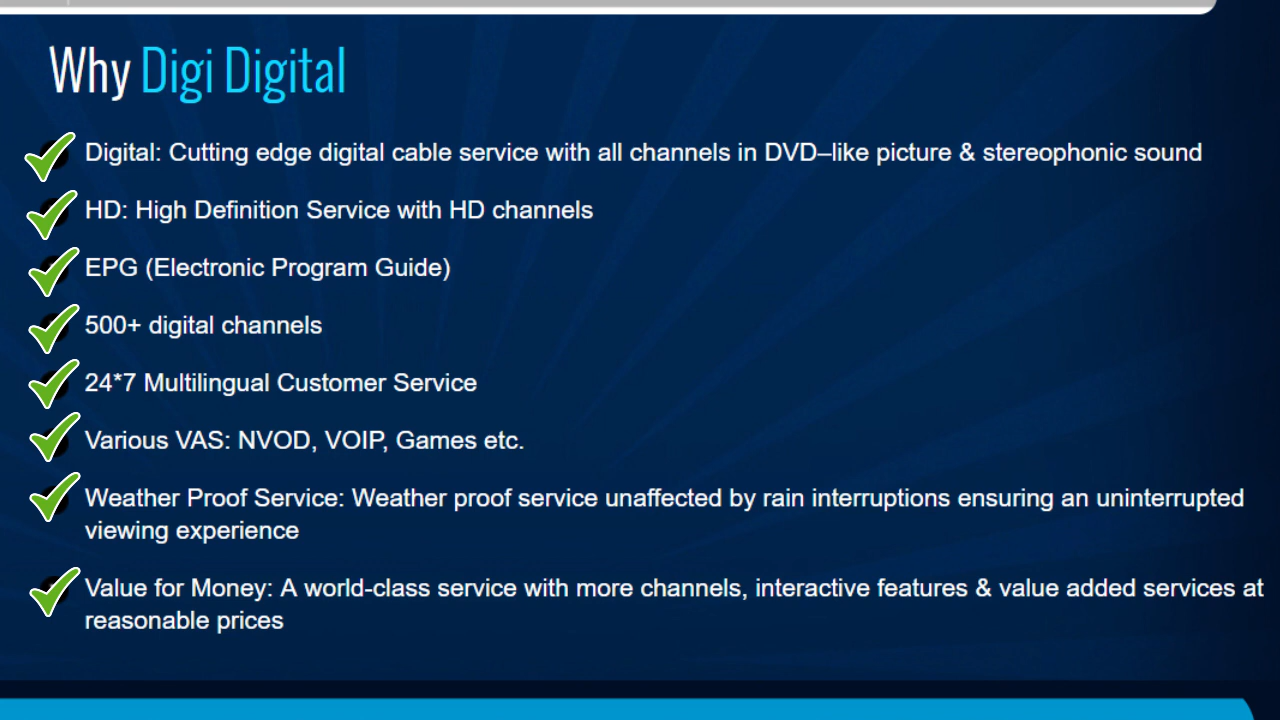 Why Digi Digital
Digital: Cutting edge digital cable service with all channels in DVD–like picture & stereophonic sound
HD: High Definition Service with HD channels
EPG (Electronic Program Guide)
500+ digital channels
24*7 Multilingual Customer Service
Various VAS: NVOD, VOIP, Games etc.
Weather Proof Service: Weather proof service unaffected by rain interruptions ensuring an uninterrupted
viewing experience
Value for Money: A world-class service with more channels, interactive features & value added services at
reasonable prices